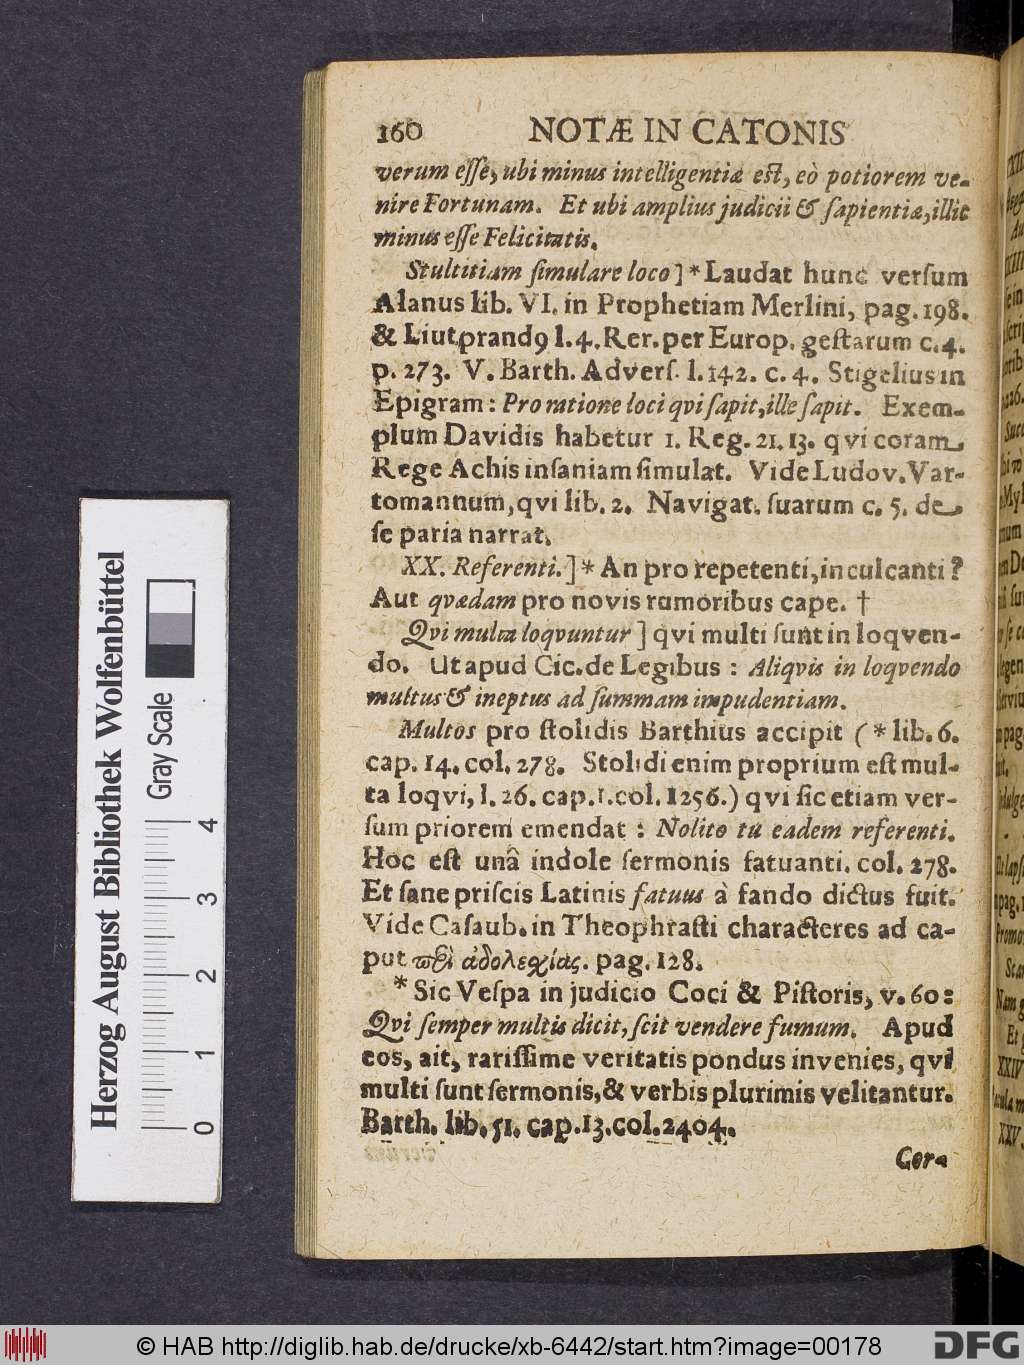 160 NOTÆ IN CATONIS
verum eſſe, ubi minus intelligentiæ eſt, eò potiorem ve-
nire Fortunam. Et ubi amplius judicii & ſapientiæ, illic
minus eſſe Felicitatis.
Stultitiam ſimulare loco] * Laudat hunc verſum
Alanus lib. VI. in Prophetiam Merlini, pag. 198.
& Liutprandꝰ l. 4. Rer. per Europ. geſtarum c. 4.
p. 273. V. Barth. Adverſ. l. 142. c. 4. Stigelius in
Epigram: Pro ratione loci qvi ſapit, ille ſapit. Exem-
plum Davidis habetur 1. Reg. 21. 13. qvi coram
Rege Achis inſaniam ſimulat. Vide Ludov. Var-
tomannum, qvi lib. 2. Navigat. ſuarum c. 5. de
ſe paria narrat.
XX. Referenti.] * An pro repetenti, inculcanti?
Aut qvædam pro novis rumoribus cape. †
Qvi multa loqvuntur] qvi multi ſunt in loqven-
do. Ut apud Cic. de Legibus: Aliqvis in loqvendo
multus & ineptus ad ſummam impudentiam.
Multos pro ſtolidis Barthius accipit (* lib. 6.
cap. 14. col. 278. Stolidi enim proprium eſt mul-
ta loqvi, l. 26. cap. 1. col. 1256.) qvi ſic etiam ver-
ſum priorem emendat: Nolito tu eadem referenti.
Hoc eſt unâ indole ſermonis fatuanti. col. 278.
Et ſane priſcis Latinis fatuus à fando dictus fuit.
Vide Caſaub. in Theophraſti characteres ad ca-
put περὶ ἀδολεσχίας. pag. 128.
* Sic Veſpa in judicio Coci & Piſtoris, v. 60:
Qvi ſemper multis dicit, ſcit vendere fumum. Apud
eos, ait, rariſſime veritatis pondus invenies, qvi
multi ſunt ſermonis, & verbis plurimis velitantur.
Barth. lib. 51. cap. 13. col. 2404.
Cor-
Herzog August Bibliothek Wolfenbüttel
Gray Scale
0 1 2 3 4
© HAB http://diglib.hab.de/drucke/xb-6442/start.htm?image=00178
DFG